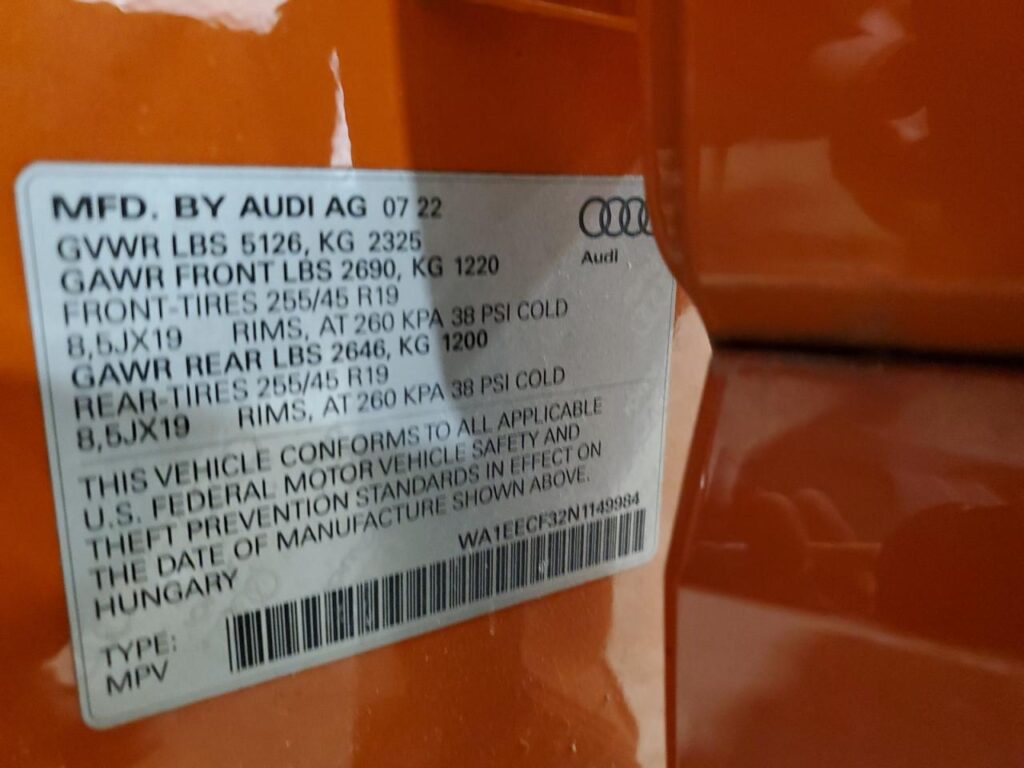 MFD. BY AUDI AG 07 22
Audi
GVWR LBS 5126, KG 2325
GAWR FRONT LBS 2690, KG 1220
FRONT-TIRES 255/45 R19
8,5JX19 RIMS, AT 260 KPA 38 PSI COLD
GAWR REAR LBS 2646, KG 1200
REAR-TIRES 255/45 R19
8,5JX19 RIMS, AT 260 KPA 38 PSI COLD
THIS VEHICLE CONFORMS TO ALL APPLICABLE
U.S. FEDERAL MOTOR VEHICLE SAFETY AND
THEFT PREVENTION STANDARDS IN EFFECT ON
THE DATE OF MANUFACTURE SHOWN ABOVE.
HUNGARY
WA1EECF32N1149984
TYPE:
MPV